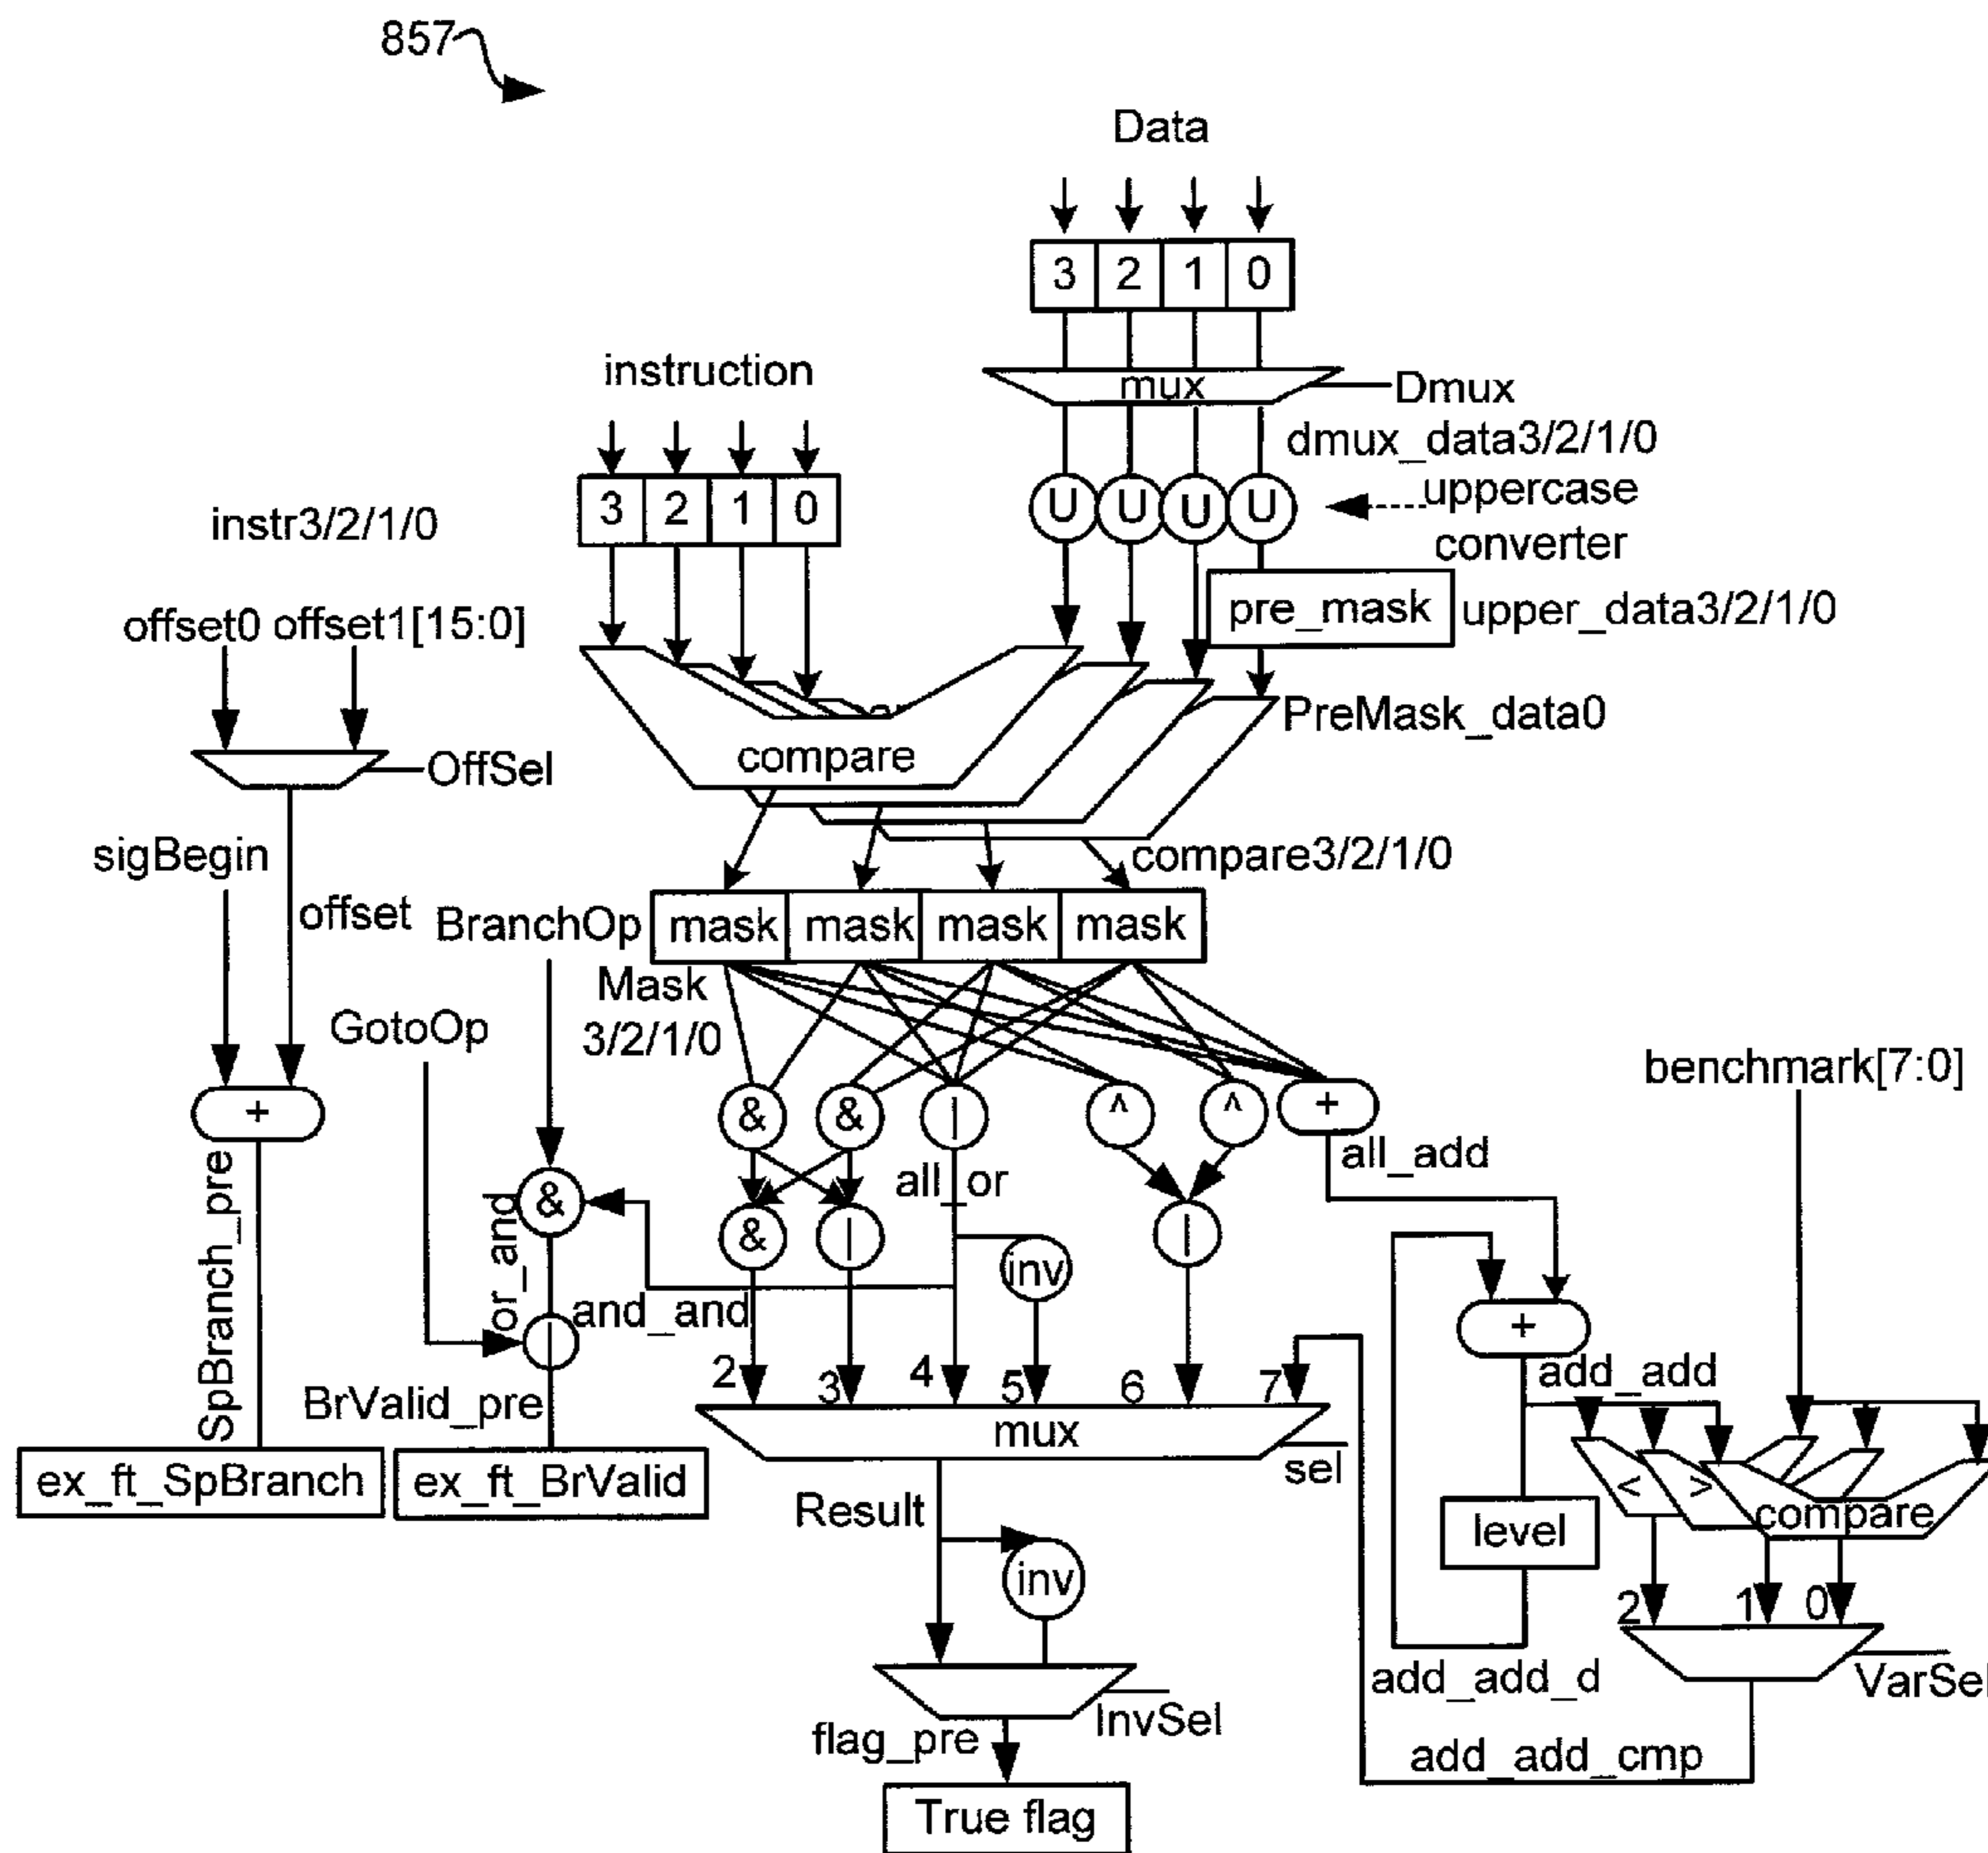 857
Data
3 2 1 0
instruction
mux
Dmux
dmux_data3/2/1/0
3 2 1 0
U U U U
uppercase
converter
instr3/2/1/0
pre_mask
upper_data3/2/1/0
offset0 offset1[15:0]
PreMask_data0
compare
OffSel
sigBegin
compare3/2/1/0
offset
BranchOp
mask mask mask mask
Mask
3/2/1/0
GotoOp
benchmark[7:0]
+
& & | ^ ^ +
all_add
SpBranch_pre
&
or_and
all_or
& | |
inv
and_and
|
+
add_add
2 3 4 5 6 7
BrValid_pre
mux
sel
ex_ft_SpBranch
ex_ft_BrValid
< >
compare
Result
level
inv
2 1 0
add_add_d
VarSel
InvSel
flag_pre
add_add_cmp
True flag